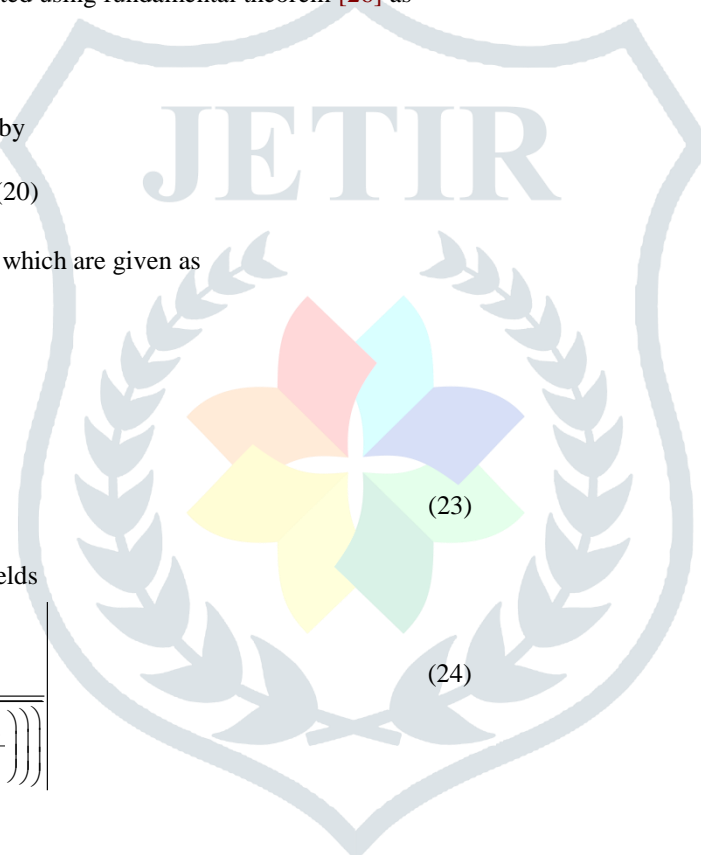 ted using fundamental theorem [20] as
by
JETIR
(20)
which are given as
(23)
elds
(24)
)))